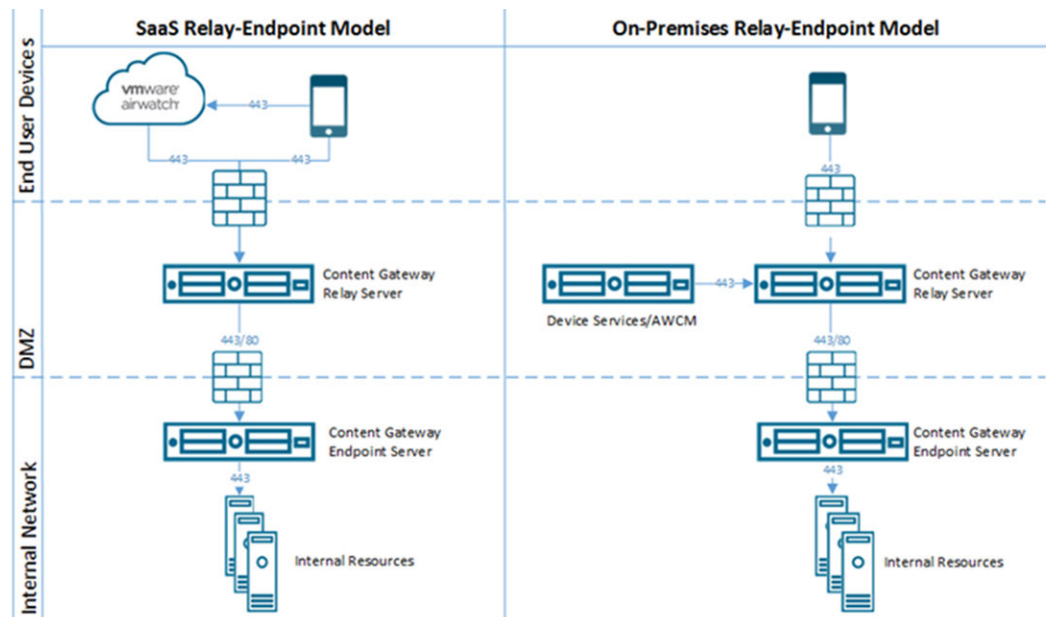 SaaS Relay-Endpoint Model
On-Premises Relay-Endpoint Model
End User Devices
vmware
airwatch
443
443
443
443
Content Gateway
Relay Server
443
Device Services/AWCM
Content Gateway
Relay Server
DMZ
443/80
443/80
Content Gateway
Endpoint Server
Content Gateway
Endpoint Server
Internal Network
443
443
Internal Resources
Internal Resources